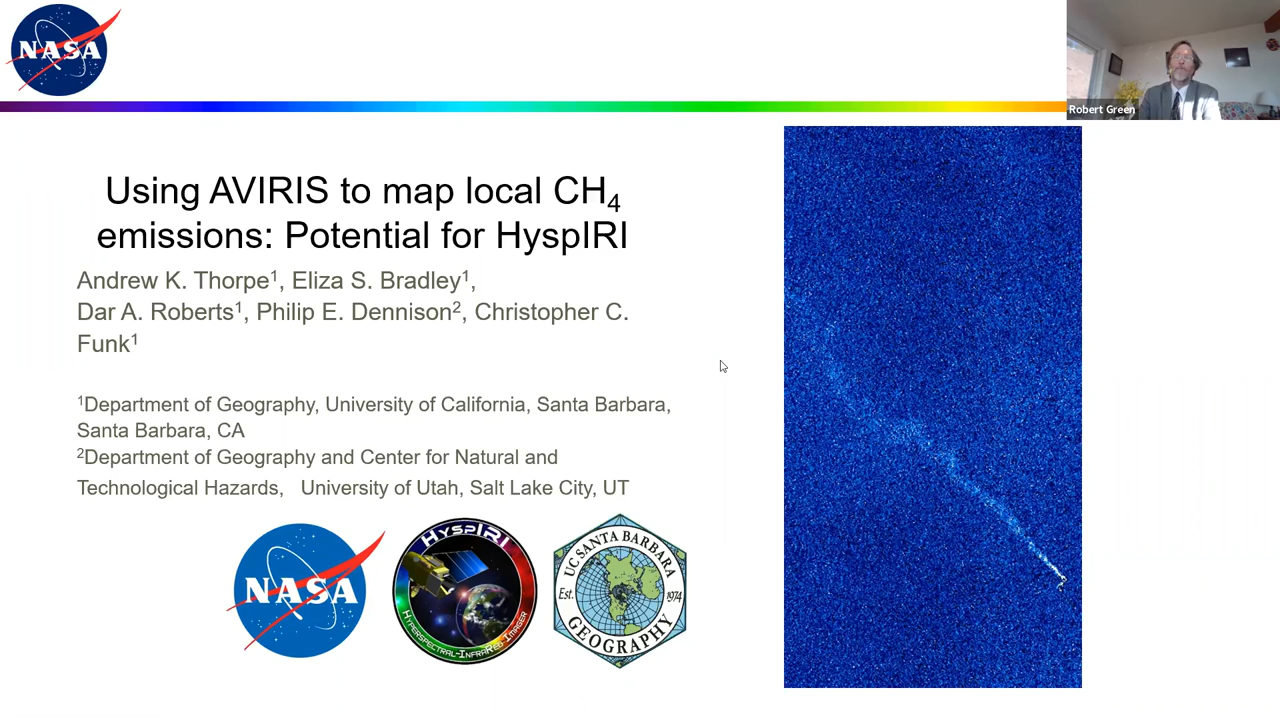 NASA
Robert Green
Using AVIRIS to map local CH₄
emissions: Potential for HyspIRI
Andrew K. Thorpe¹, Eliza S. Bradley¹,
Dar A. Roberts¹, Philip E. Dennison², Christopher C.
Funk¹
¹Department of Geography, University of California, Santa Barbara,
Santa Barbara, CA
²Department of Geography and Center for Natural and
Technological Hazards, University of Utah, Salt Lake City, UT
NASA
HYSPIRI
HYPERSPECTRAL-INFRARED IMAGER
UC SANTA BARBARA
Est. 1974
GEOGRAPHY